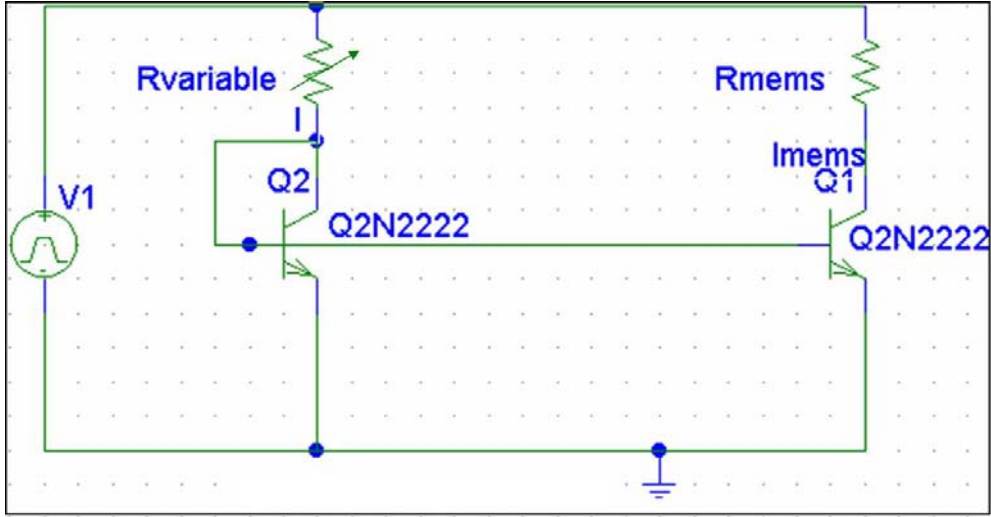 Rvariable
Rmems
I
Imems
V1
Q2
Q1
Q2N2222
Q2N2222